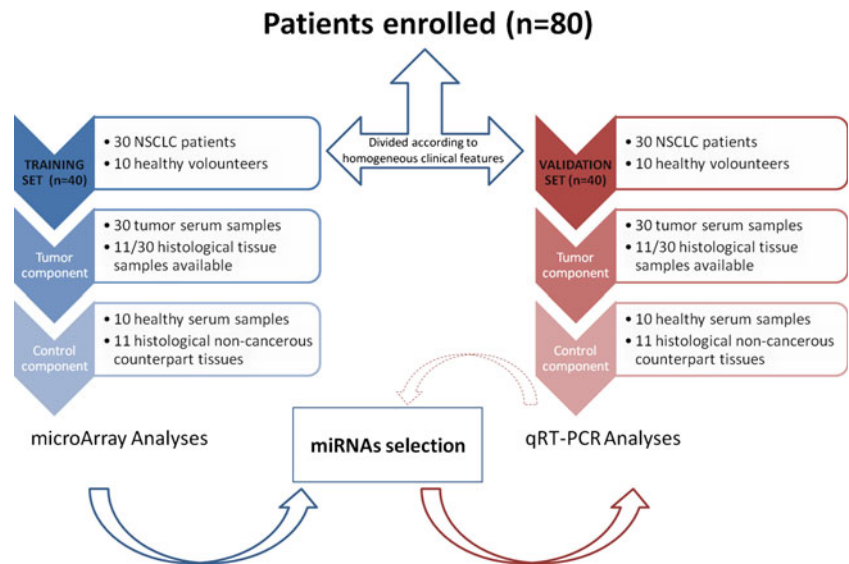 Patients enrolled (n=80)
Divided according to
homogeneous clinical features
TRAINING
SET (n=40)
• 30 NSCLC patients
• 10 healthy volounteers
Tumor
component
• 30 tumor serum samples
• 11/30 histological tissue
samples available
Control
component
• 10 healthy serum samples
• 11 histological non-cancerous
counterpart tissues
microArray Analyses
VALIDATION
SET (n=40)
• 30 NSCLC patients
• 10 healthy volounteers
Tumor
component
• 30 tumor serum samples
• 11/30 histological tissue
samples available
Control
component
• 10 healthy serum samples
• 11 histological non-cancerous
counterpart tissues
qRT-PCR Analyses
miRNAs selection